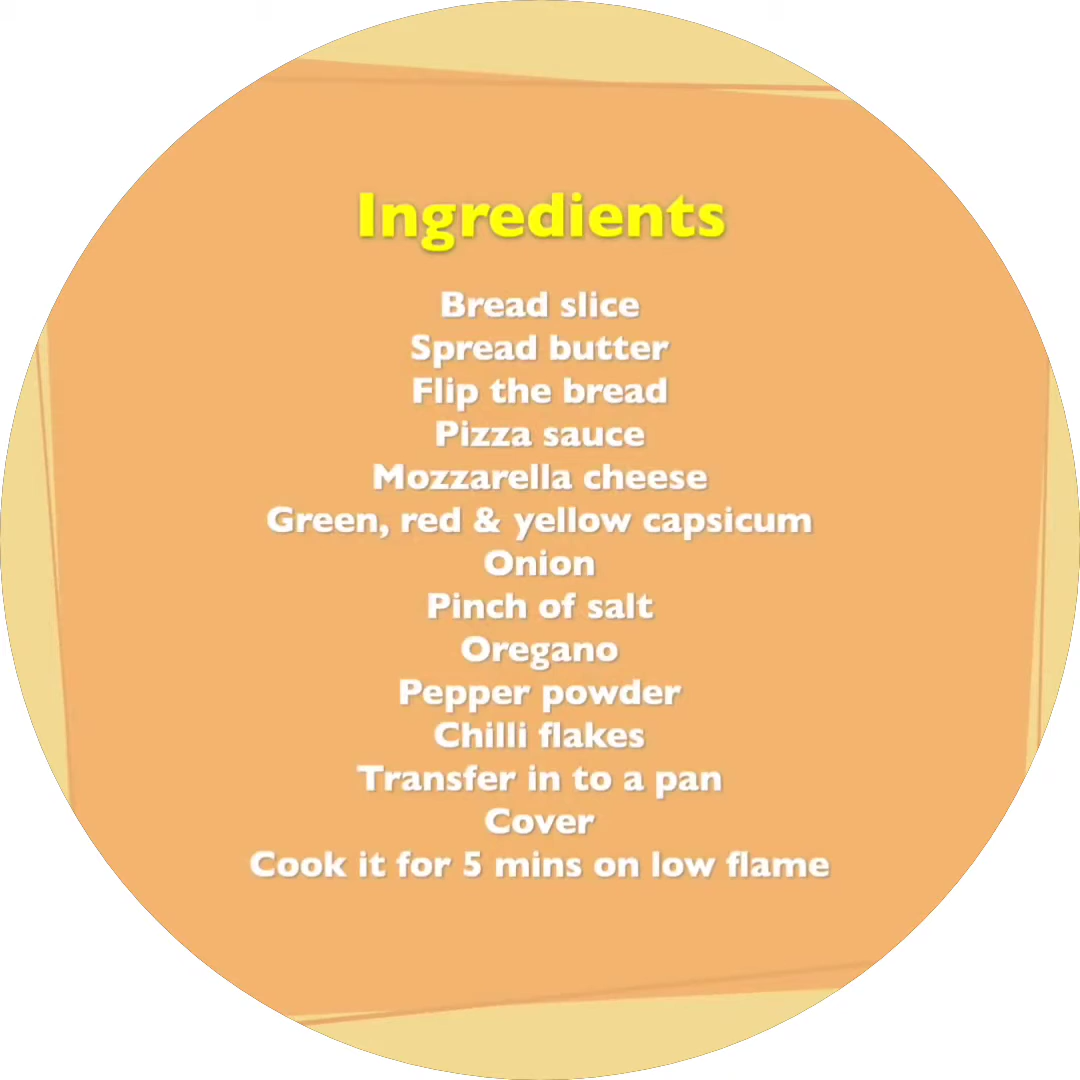 Ingredients
Bread slice
Spread butter
Flip the bread
Pizza sauce
Mozzarella cheese
Green, red & yellow capsicum
Onion
Pinch of salt
Oregano
Pepper powder
Chilli flakes
Transfer in to a pan
Cover
Cook it for 5 mins on low flame